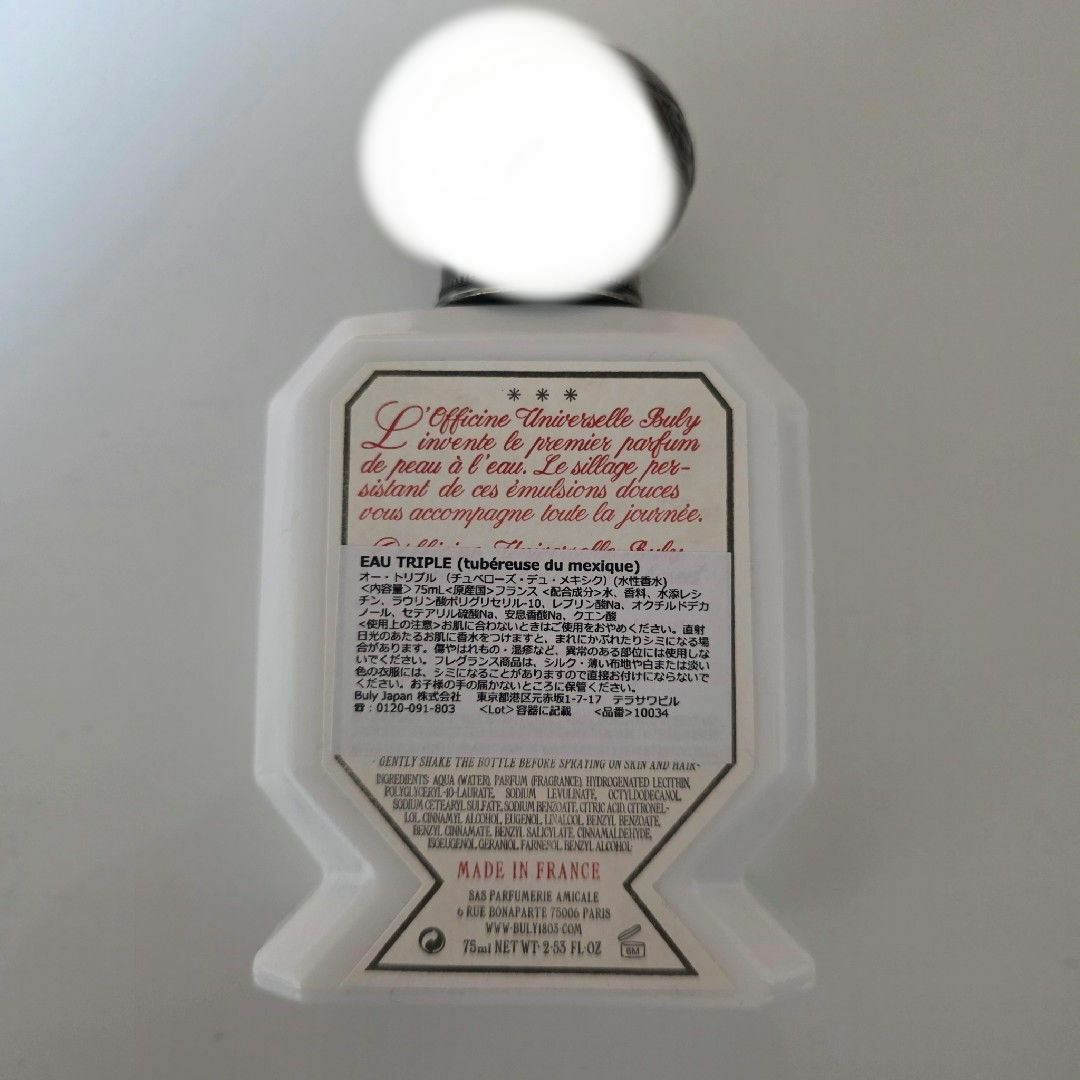 L'Officine Universelle Buly
invente le premier parfum
de peau à l'eau. Le sillage per-
sistant de ces émulsions douces
vous accompagne toute la journée.
EAU TRIPLE (tubéreuse du mexique)
オー・トリプル （チュベローズ・デュ・メキシク）(水性香水)
<内容量> 75mL<原産国>フランス <配合成分>水、香料、水添レシ
チン、ラウリン酸ポリグリセリル-10、レブリン酸Na、オクチルドデカ
ノール、セテアリル硫酸Na、安息香酸Na、クエン酸
<使用上の注意>お肌に合わないときはご使用をおやめください。直射
日光のあたるお肌に香水をつけますと、まれにかぶれたりシミになる場
合があります。傷やはれもの・湿疹など、異常のある部位には使用しな
いでください。フレグランス商品は、シルク・薄い布地や白または淡い
色の衣服には、シミになることがありますので直接お付けにならないで
ください。お子様の手の届かないところに保管ください。
Buly Japan 株式会社 東京都港区元赤坂1-7-17 テラサワビル
☎：0120-091-803 <Lot>容器に記載 <品番>10034
· GENTLY SHAKE THE BOTTLE BEFORE SPRAYING ON SKIN AND HAIR ·
INGREDIENTS: AQUA (WATER), PARFUM (FRAGRANCE), HYDROGENATED LECITHIN,
POLYGLYCERYL-10-LAURATE, SODIUM LEVULINATE, OCTYLDODECANOL,
SODIUM CETEARYL SULFATE, SODIUM BENZOATE, CITRIC ACID, CITRONEL-
LOL, CINNAMYL ALCOHOL, EUGENOL, LINALOOL, BENZYL BENZOATE,
BENZYL CINNAMATE, BENZYL SALICYLATE, CINNAMALDEHYDE,
ISOEUGENOL, GERANIOL, FARNESOL, BENZYL ALCOHOL·
MADE IN FRANCE
SAS PARFUMERIE AMICALE
6 RUE BONAPARTE 75006 PARIS
WWW·BULY1803·COM
75ml NET WT· 2·53 FL·OZ
6M